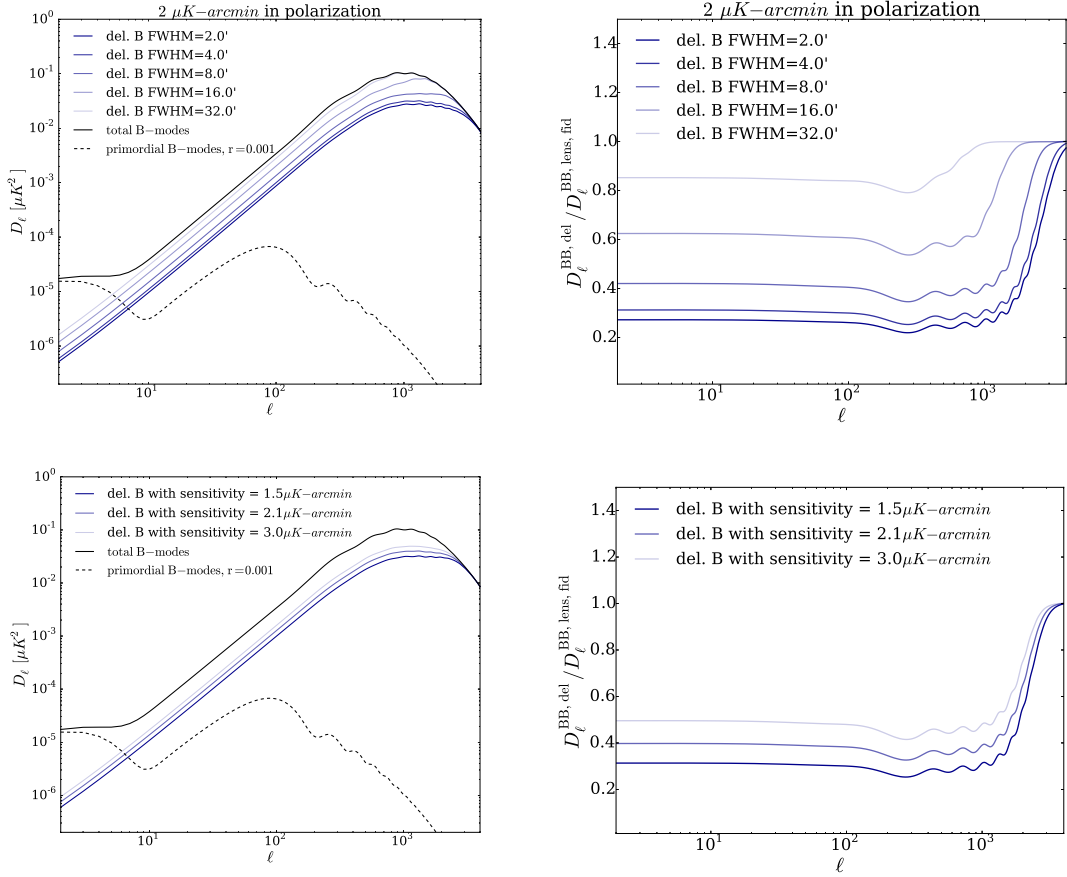 2 μK−arcmin in polarization
del. B FWHM=2.0'
del. B FWHM=4.0'
del. B FWHM=8.0'
del. B FWHM=16.0'
del. B FWHM=32.0'
total B−modes
primordial B−modes, r=0.001
10^0
10^-1
10^-2
10^-3
10^-4
10^-5
10^-6
D_ℓ [μK^2]
10^1 10^2 10^3
ℓ
2 μK−arcmin in polarization
del. B FWHM=2.0'
del. B FWHM=4.0'
del. B FWHM=8.0'
del. B FWHM=16.0'
del. B FWHM=32.0'
1.4
1.2
1.0
0.8
0.6
0.4
0.2
D_ℓ^BB, del / D_ℓ^BB, lens, fid
10^1 10^2 10^3
ℓ
del. B with sensitivity = 1.5μK−arcmin
del. B with sensitivity = 2.1μK−arcmin
del. B with sensitivity = 3.0μK−arcmin
total B−modes
primordial B−modes, r=0.001
10^0
10^-1
10^-2
10^-3
10^-4
10^-5
10^-6
D_ℓ [μK^2]
10^1 10^2 10^3
ℓ
del. B with sensitivity = 1.5μK−arcmin
del. B with sensitivity = 2.1μK−arcmin
del. B with sensitivity = 3.0μK−arcmin
1.4
1.2
1.0
0.8
0.6
0.4
0.2
D_ℓ^BB, del / D_ℓ^BB, lens, fid
10^1 10^2 10^3
ℓ